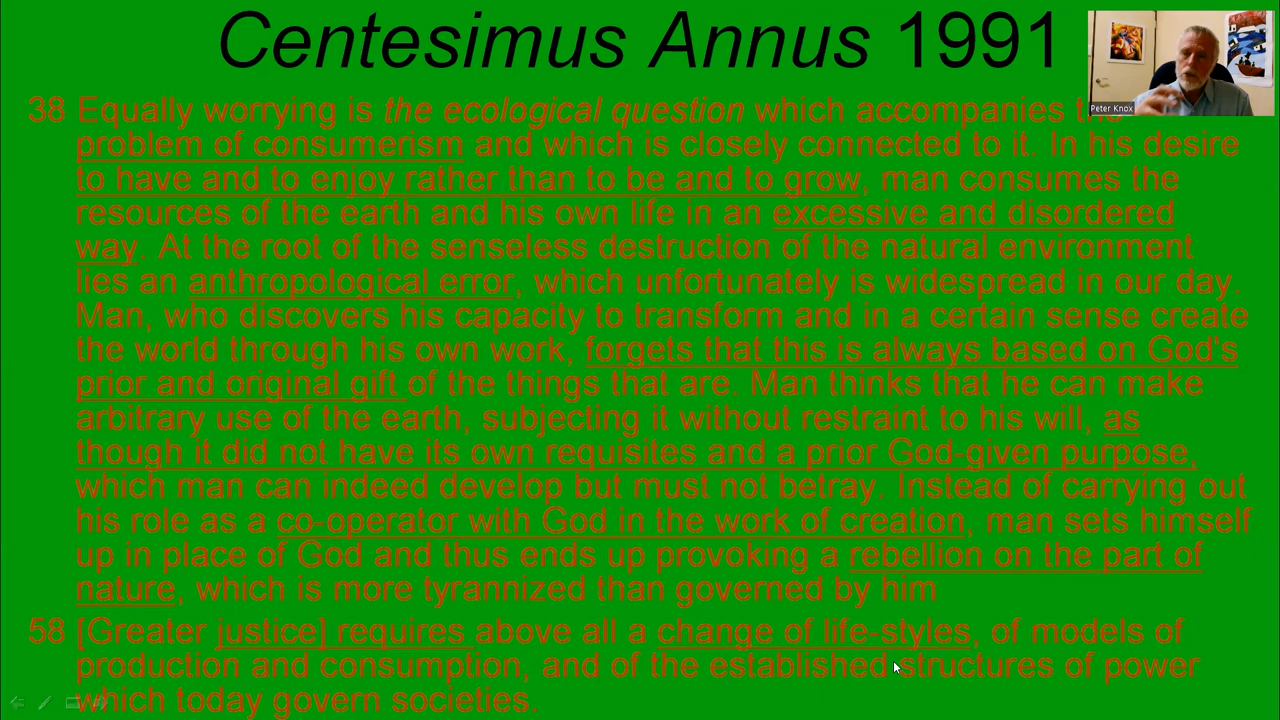 Centesimus Annus 1991
Peter Knox
38 Equally worrying is the ecological question which accompanies the
problem of consumerism and which is closely connected to it. In his desire
to have and to enjoy rather than to be and to grow, man consumes the
resources of the earth and his own life in an excessive and disordered
way. At the root of the senseless destruction of the natural environment
lies an anthropological error, which unfortunately is widespread in our day.
Man, who discovers his capacity to transform and in a certain sense create
the world through his own work, forgets that this is always based on God's
prior and original gift of the things that are. Man thinks that he can make
arbitrary use of the earth, subjecting it without restraint to his will, as
though it did not have its own requisites and a prior God-given purpose,
which man can indeed develop but must not betray. Instead of carrying out
his role as a co-operator with God in the work of creation, man sets himself
up in place of God and thus ends up provoking a rebellion on the part of
nature, which is more tyrannized than governed by him
58 [Greater justice] requires above all a change of life-styles, of models of
production and consumption, and of the established structures of power
which today govern societies.